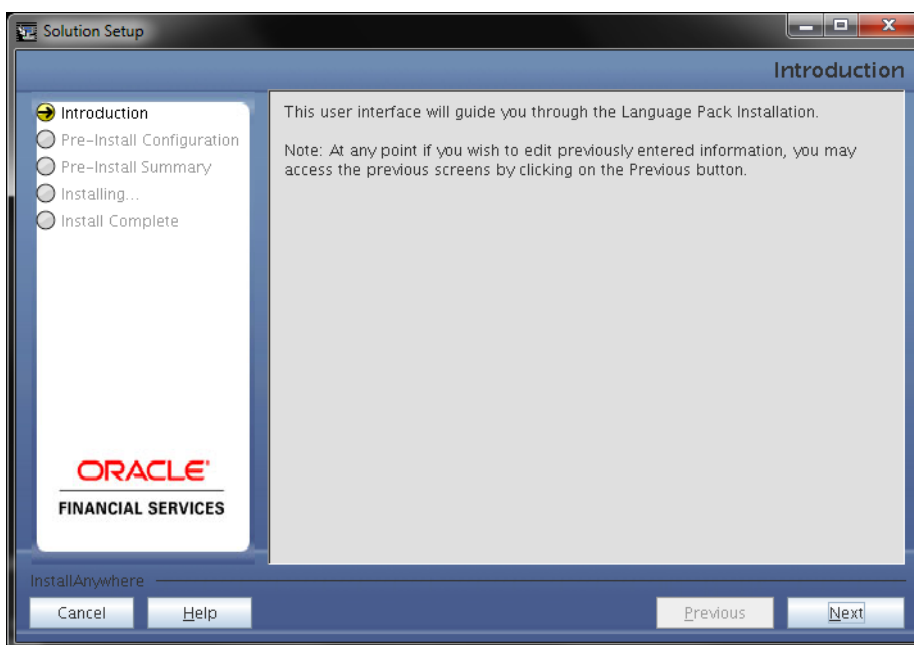 Solution Setup
Introduction
Introduction
Pre-Install Configuration
Pre-Install Summary
Installing...
Install Complete
ORACLE
FINANCIAL SERVICES
This user interface will guide you through the Language Pack Installation.
Note: At any point if you wish to edit previously entered information, you may
access the previous screens by clicking on the Previous button.
InstallAnywhere
Cancel
Help
Previous
Next